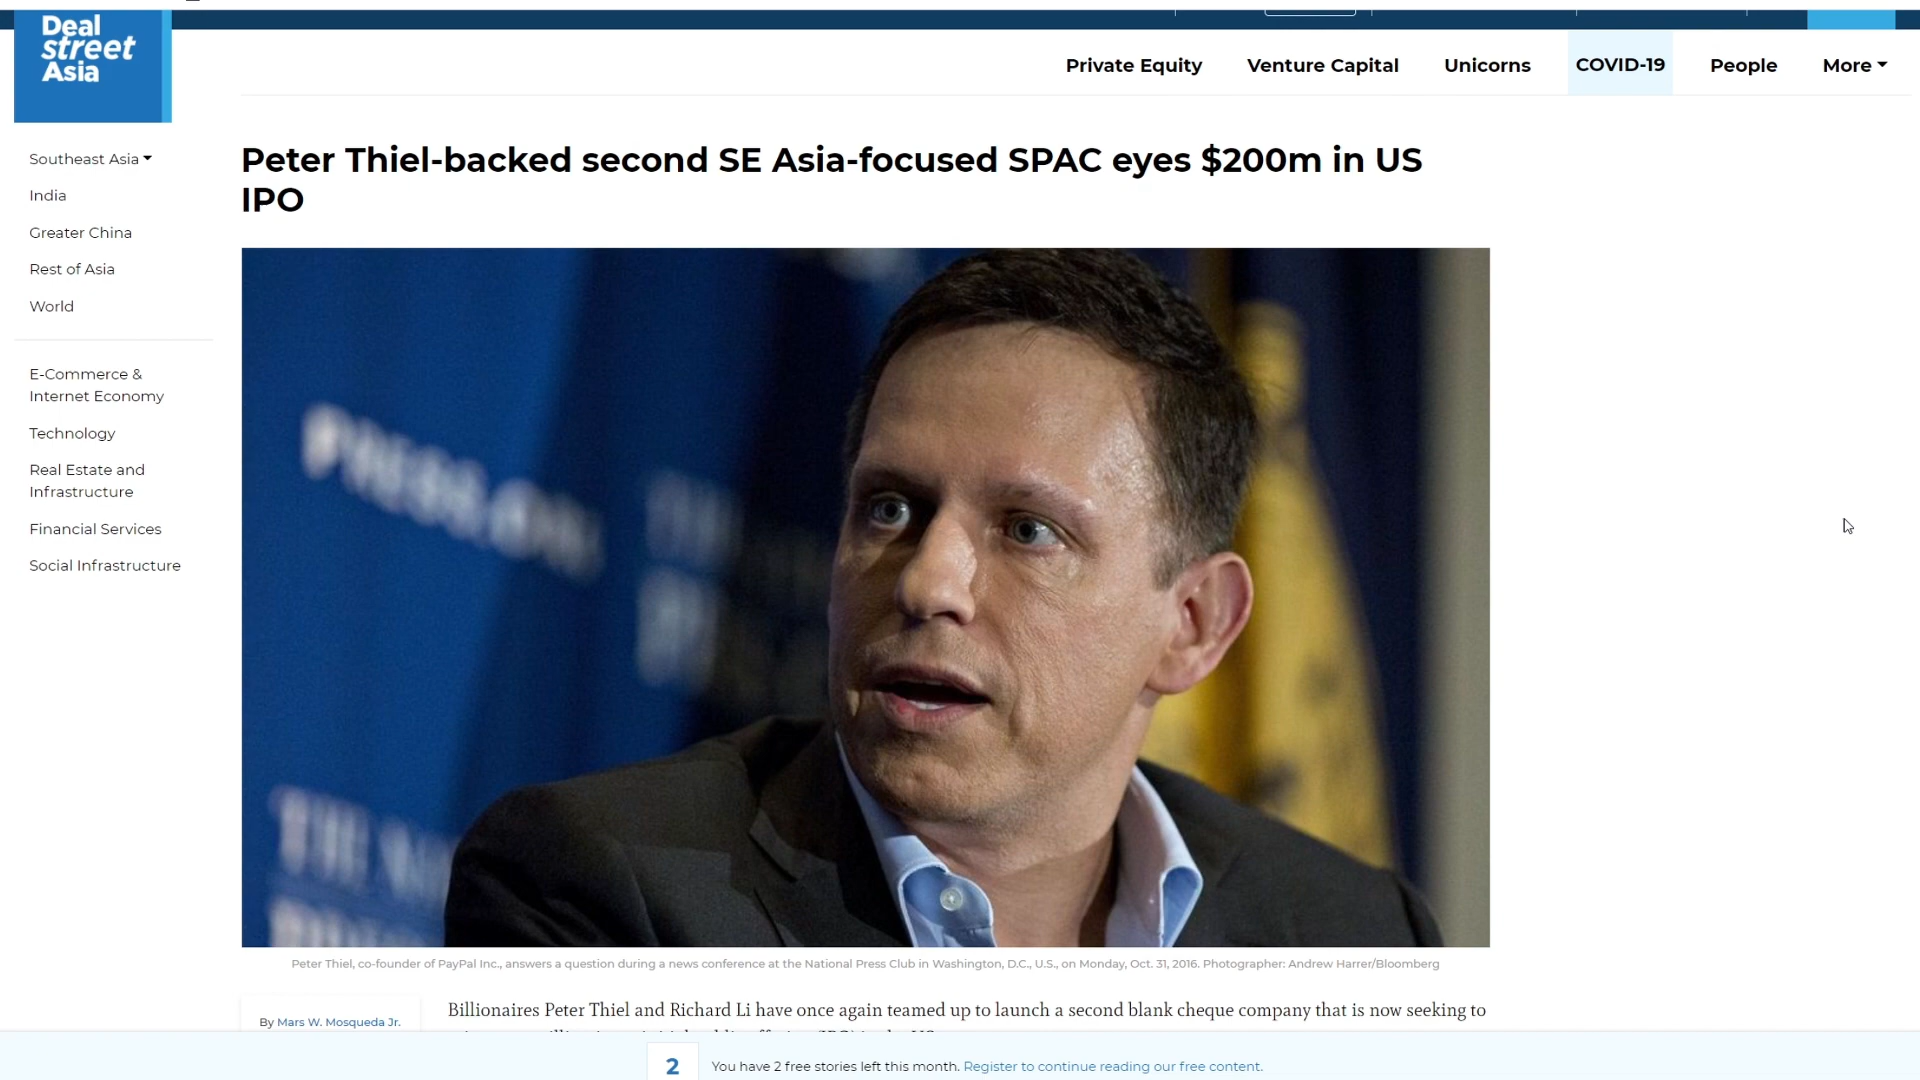 Deal
street
Asia
Private Equity
Venture Capital
Unicorns
COVID-19
People
More
Southeast Asia
India
Greater China
Rest of Asia
World
E-Commerce &
Internet Economy
Technology
Real Estate and
Infrastructure
Financial Services
Social Infrastructure
Peter Thiel-backed second SE Asia-focused SPAC eyes $200m in US
IPO
Peter Thiel, co-founder of PayPal Inc., answers a question during a news conference at the National Press Club in Washington, D.C., U.S., on Monday, Oct. 31, 2016. Photographer: Andrew Harrer/Bloomberg
By Mars W. Mosqueda Jr.
Billionaires Peter Thiel and Richard Li have once again teamed up to launch a second blank cheque company that is now seeking to
2
You have 2 free stories left this month. Register to continue reading our free content.